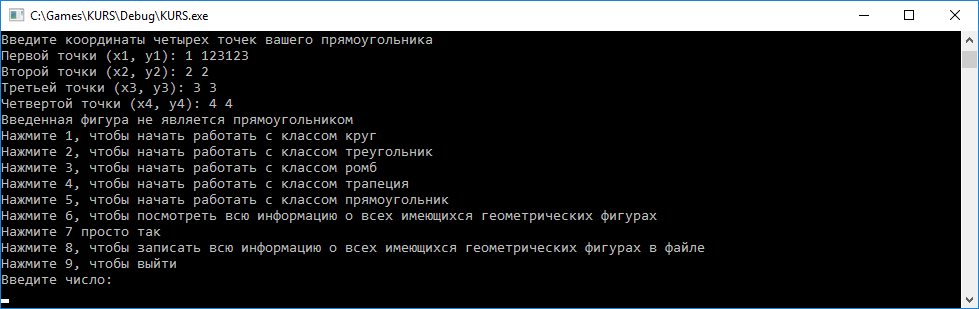 C:\Games\KURS\Debug\KURS.exe
Введите координаты четырех точек вашего прямоугольника
Первой точки (x1, y1): 1 123123
Второй точки (x2, y2): 2 2
Третьей точки (x3, y3): 3 3
Четвертой точки (x4, y4): 4 4
Введенная фигура не является прямоугольником
Нажмите 1, чтобы начать работать с классом круг
Нажмите 2, чтобы начать работать с классом треугольник
Нажмите 3, чтобы начать работать с классом ромб
Нажмите 4, чтобы начать работать с классом трапеция
Нажмите 5, чтобы начать работать с классом прямоугольник
Нажмите 6, чтобы посмотреть всю информацию о всех имеющихся геометрических фигурах
Нажмите 7 просто так
Нажмите 8, чтобы записать всю информацию о всех имеющихся геометрических фигурах в файле
Нажмите 9, чтобы выйти
Введите число: